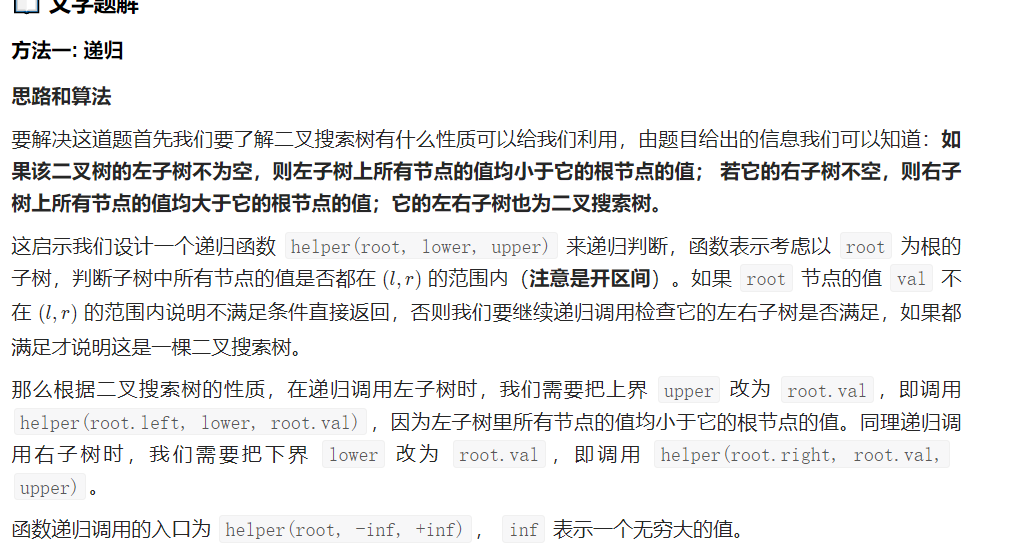 文字题解
方法一: 递归
思路和算法
要解决这道题首先我们要了解二叉搜索树有什么性质可以给我们利用，由题目给出的信息我们可以知道：如
果该二叉树的左子树不为空，则左子树上所有节点的值均小于它的根节点的值； 若它的右子树不空，则右子
树上所有节点的值均大于它的根节点的值；它的左右子树也为二叉搜索树。
这启示我们设计一个递归函数 helper(root, lower, upper) 来递归判断，函数表示考虑以 root 为根的
子树，判断子树中所有节点的值是否都在 (l,r) 的范围内（注意是开区间）。如果 root 节点的值 val 不
在 (l,r) 的范围内说明不满足条件直接返回，否则我们要继续递归调用检查它的左右子树是否满足，如果都
满足才说明这是一棵二叉搜索树。
那么根据二叉搜索树的性质，在递归调用左子树时，我们需要把上界 upper 改为 root.val，即调用
helper(root.left, lower, root.val)，因为左子树里所有节点的值均小于它的根节点的值。同理递归调
用右子树时，我们需要把下界 lower 改为 root.val，即调用 helper(root.right, root.val,
upper)。
函数递归调用的入口为 helper(root, -inf, +inf)， inf 表示一个无穷大的值。